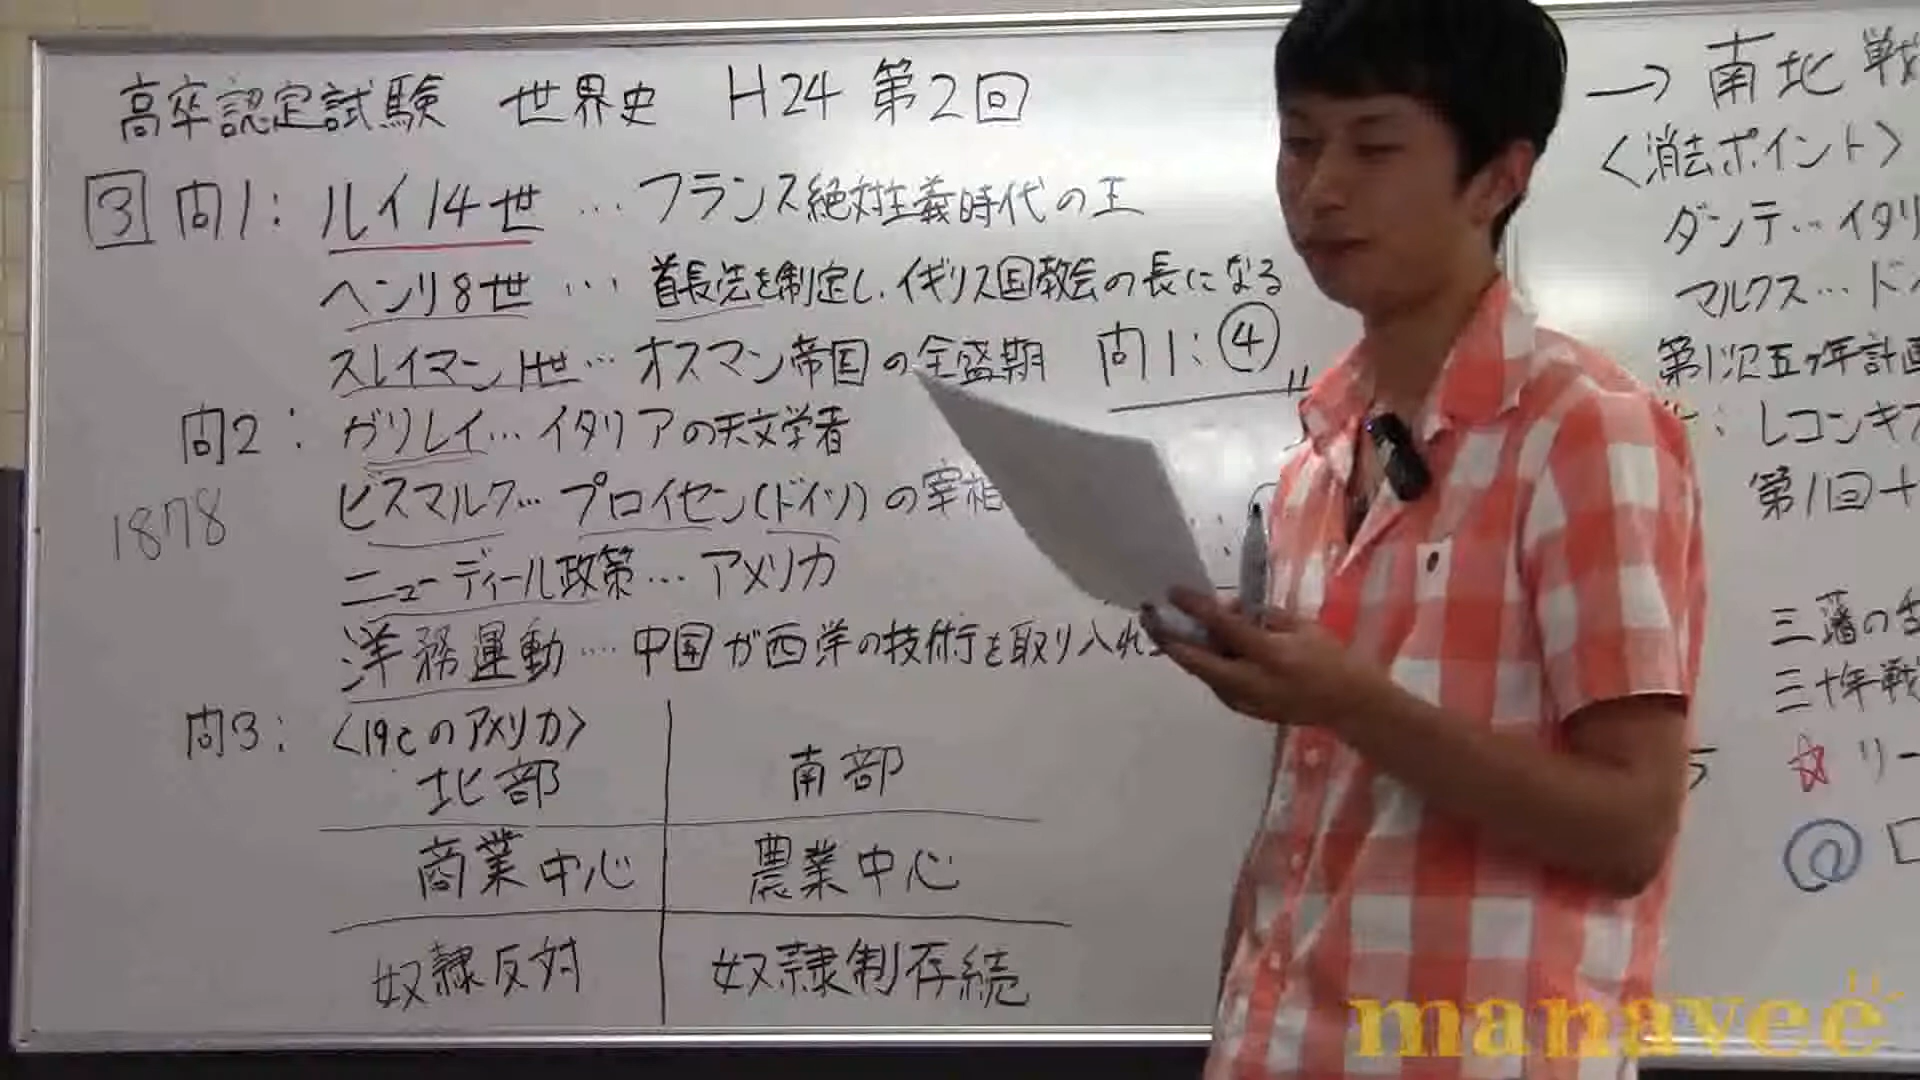 高卒認定試験 世界史 H24 第2回
3 問1: ルイ14世 … フランス絶対主義時代の王
ヘンリ8世 … 首長法を制定し、イギリス国教会の長になる
スレイマン1世 … オスマン帝国の全盛期 問1: ④
問2: ガリレイ… イタリアの天文学者
1878 ビスマルク… プロイセン(ドイツ)の宰相
ニューディール政策… アメリカ
洋務運動 … 中国が西洋の技術を取り入れ
問3: 〈19cのアメリカ〉
北部 南部
商業中心 農業中心
奴隷反対 奴隷制存続
→ 南北戦
〈消去ポイント〉
ダンテ… イタリ
マルクス… ド
第1次五ヶ年計画
: レコンキス
第1回十
三藩の
三十年戦
☆ リー
@
manavee